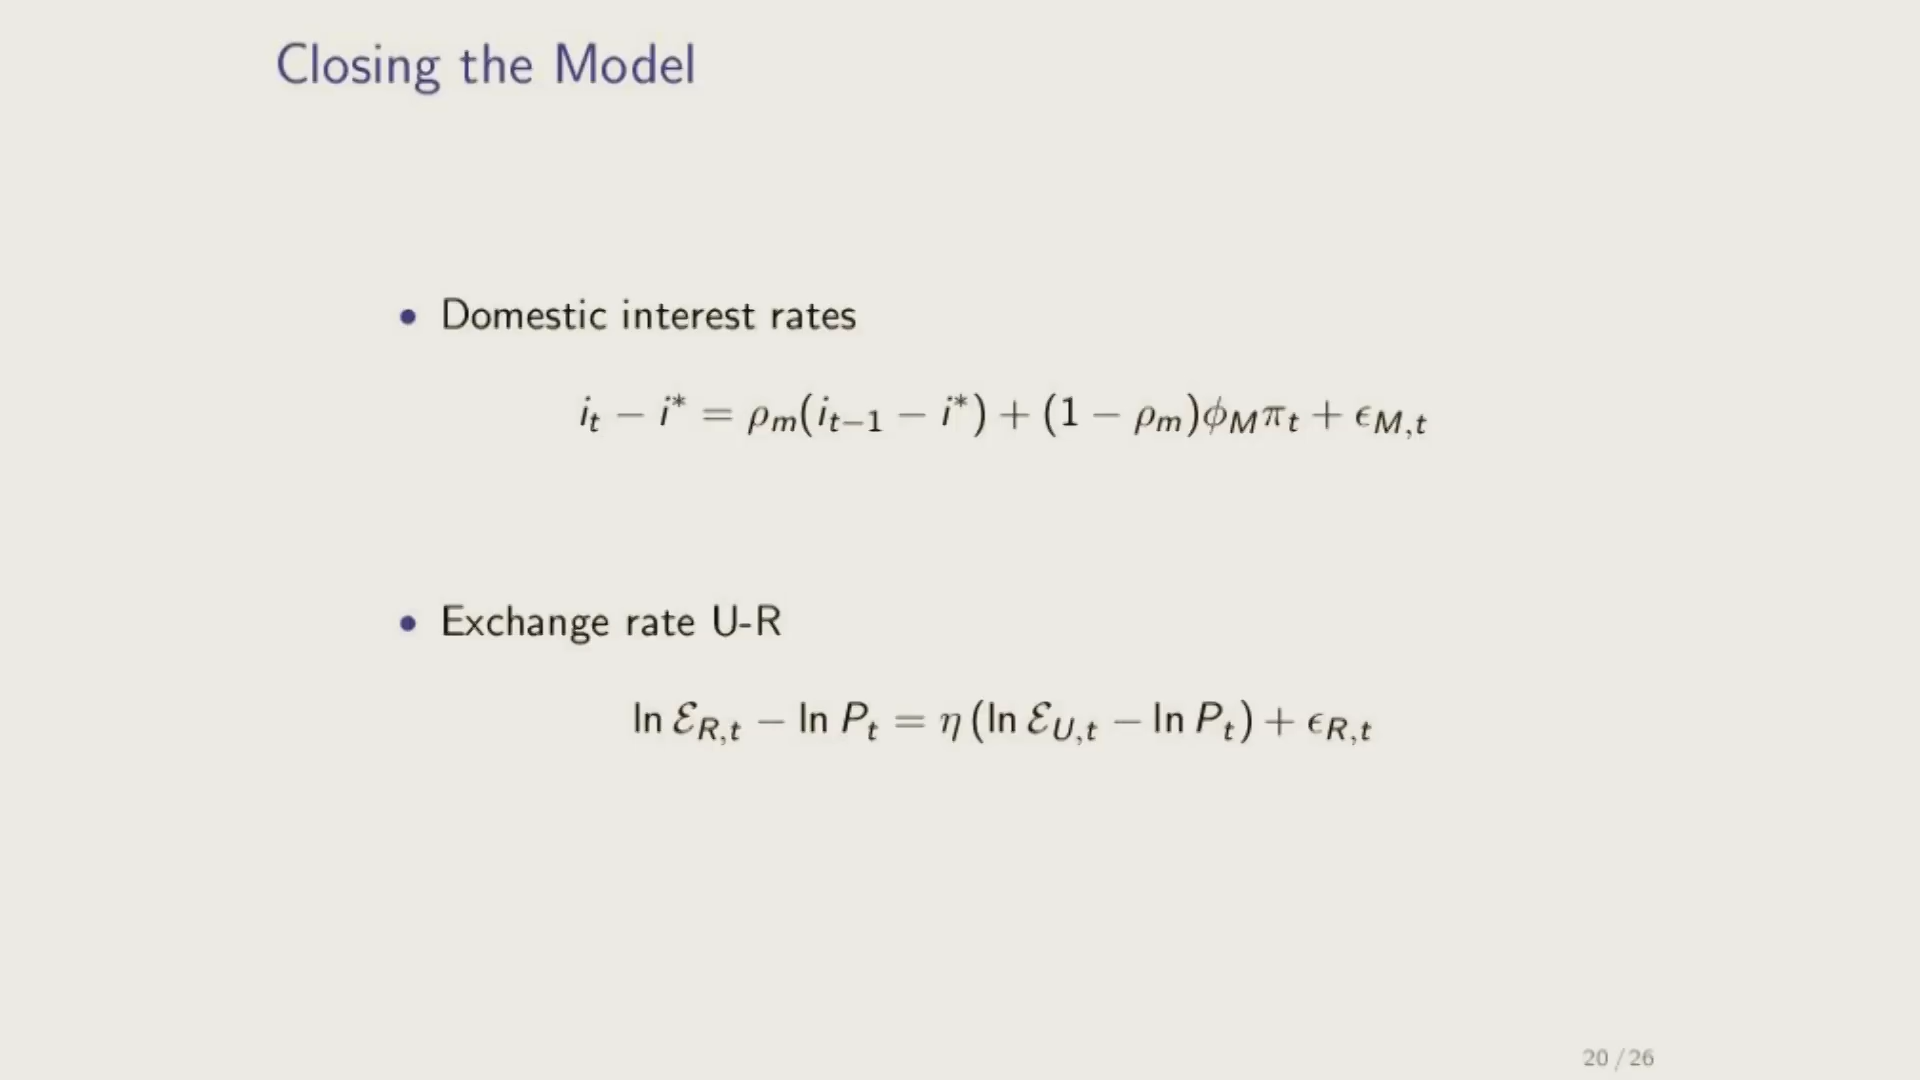 Closing the Model
• Domestic interest rates
i_t − i* = ρ_m(i_{t−1} − i*) + (1 − ρ_m)ϕ_M π_t + ϵ_{M,t}
• Exchange rate U-R
ln ℰ_{R,t} − ln P_t = η (ln ℰ_{U,t} − ln P_t) + ϵ_{R,t}
20 / 26